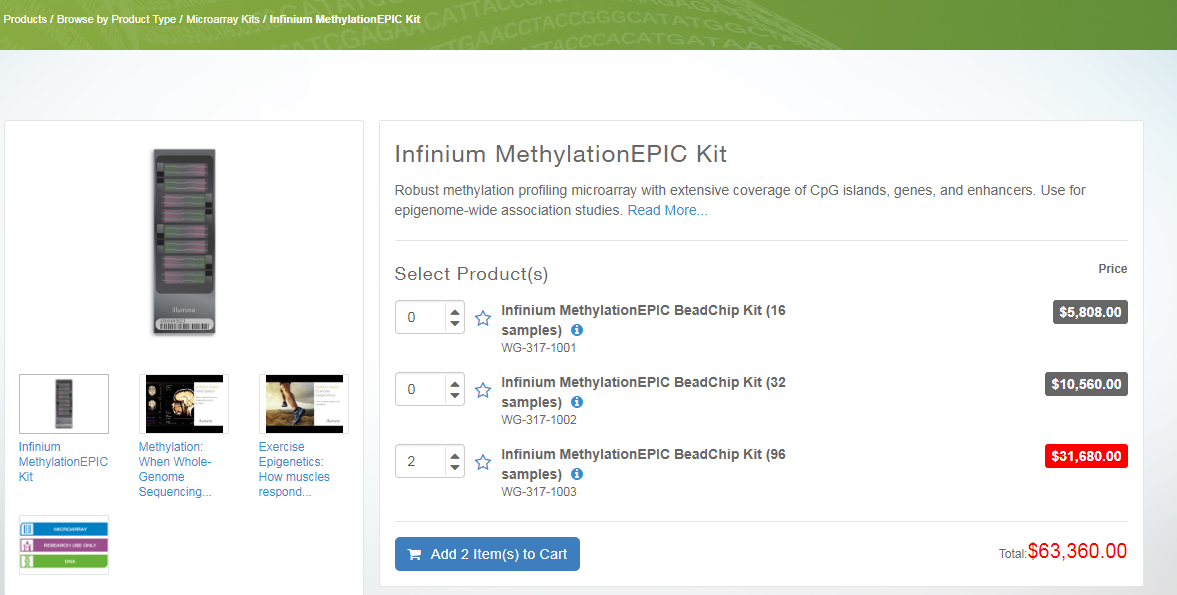 Products / Browse by Product Type / Microarray Kits / Infinium MethylationEPIC Kit
Infinium MethylationEPIC Kit
Robust methylation profiling microarray with extensive coverage of CpG islands, genes, and enhancers. Use for
epigenome-wide association studies. Read More...
Select Product(s)
Price
0
Infinium MethylationEPIC BeadChip Kit (16
samples)
WG-317-1001
$5,808.00
0
Infinium MethylationEPIC BeadChip Kit (32
samples)
WG-317-1002
$10,560.00
2
Infinium MethylationEPIC BeadChip Kit (96
samples)
WG-317-1003
$31,680.00
Add 2 Item(s) to Cart
Total:$63,360.00
illumina
Infinium
MethylationEPIC
Kit
Methylation:
When Whole-
Genome
Sequencing...
Exercise
Epigenetics:
How muscles
respond...
MICROARRAY
RESEARCH USE ONLY
DNA